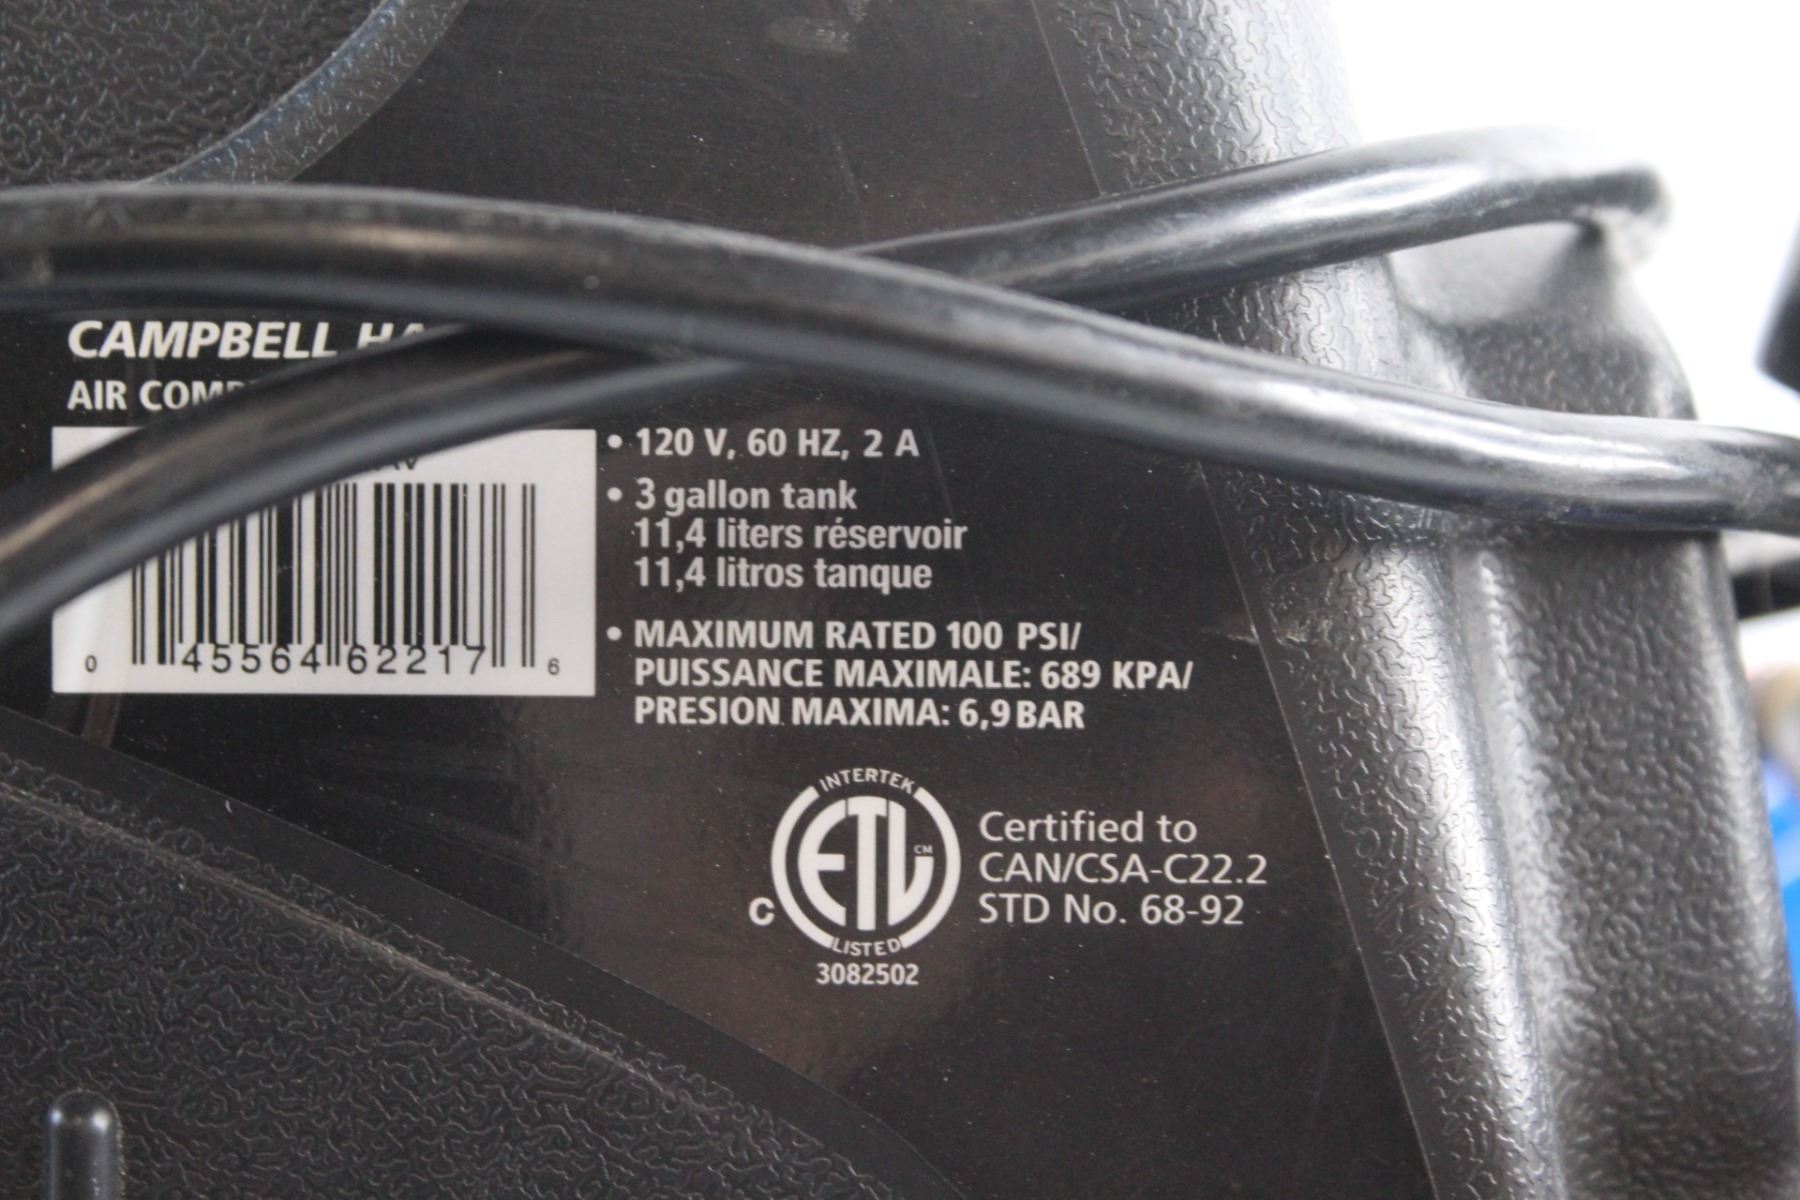 CAMPBELL
AIR
• 120 V, 60 HZ, 2 A
• 3 gallon tank
11,4 liters réservoir
11,4 litros tanque
• MAXIMUM RATED 100 PSI/
PUISSANCE MAXIMALE: 689 KPA/
PRESION MAXIMA: 6,9 BAR
0 45564 62217 6
INTERTEK
ETL CM
C
LISTED
3082502
Certified to
CAN/CSA-C22.2
STD No. 68-92